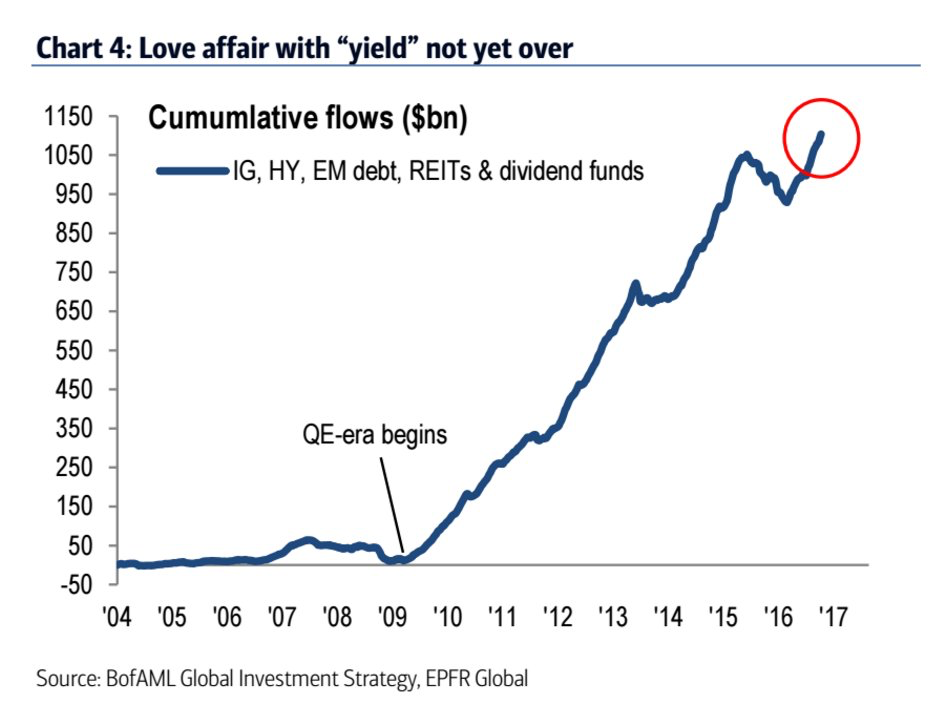 Chart 4: Love affair with “yield” not yet over
Cumumlative flows ($bn)
IG, HY, EM debt, REITs & dividend funds
1150
1050
950
850
750
650
550
450
350
250
150
50
-50
QE-era begins
'04 '05 '06 '07 '08 '09 '10 '11 '12 '13 '14 '15 '16 '17
Source: BofAML Global Investment Strategy, EPFR Global